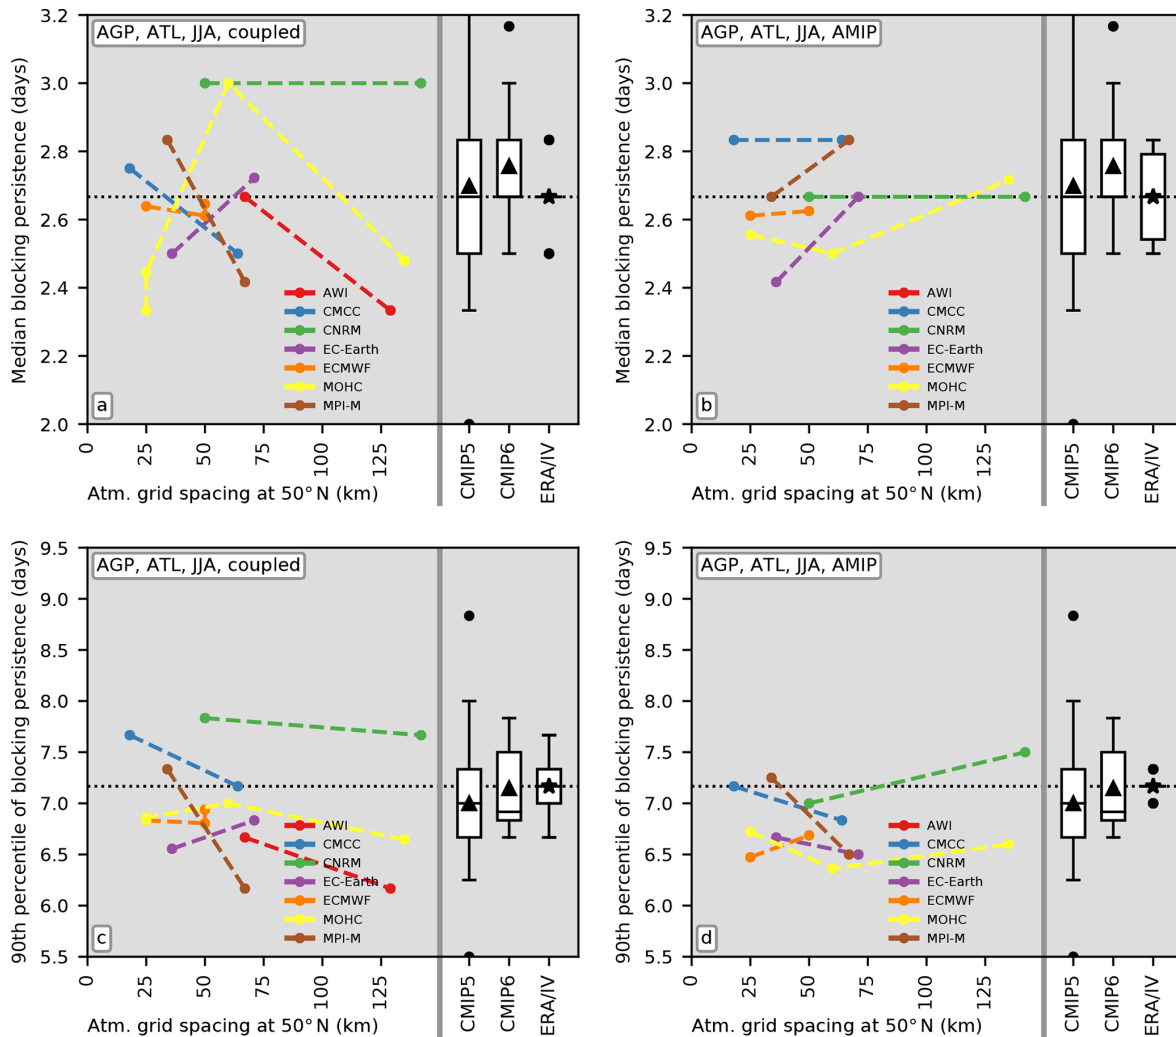 AGP, ATL, JJA, coupled
Median blocking persistence (days)
3.2
3.0
2.8
2.6
2.4
2.2
2.0
AWI
CMCC
CNRM
EC-Earth
ECMWF
MOHC
MPI-M
a
0
25
50
75
100
125
CMIP5
CMIP6
ERA/IV
Atm. grid spacing at 50° N (km)
AGP, ATL, JJA, AMIP
Median blocking persistence (days)
3.2
3.0
2.8
2.6
2.4
2.2
2.0
AWI
CMCC
CNRM
EC-Earth
ECMWF
MOHC
MPI-M
b
0
25
50
75
100
125
CMIP5
CMIP6
ERA/IV
Atm. grid spacing at 50° N (km)
AGP, ATL, JJA, coupled
90th percentile of blocking persistence (days)
9.5
9.0
8.5
8.0
7.5
7.0
6.5
6.0
5.5
AWI
CMCC
CNRM
EC-Earth
ECMWF
MOHC
MPI-M
c
0
25
50
75
100
125
CMIP5
CMIP6
ERA/IV
Atm. grid spacing at 50° N (km)
AGP, ATL, JJA, AMIP
90th percentile of blocking persistence (days)
9.5
9.0
8.5
8.0
7.5
7.0
6.5
6.0
5.5
AWI
CMCC
CNRM
EC-Earth
ECMWF
MOHC
MPI-M
d
0
25
50
75
100
125
CMIP5
CMIP6
ERA/IV
Atm. grid spacing at 50° N (km)